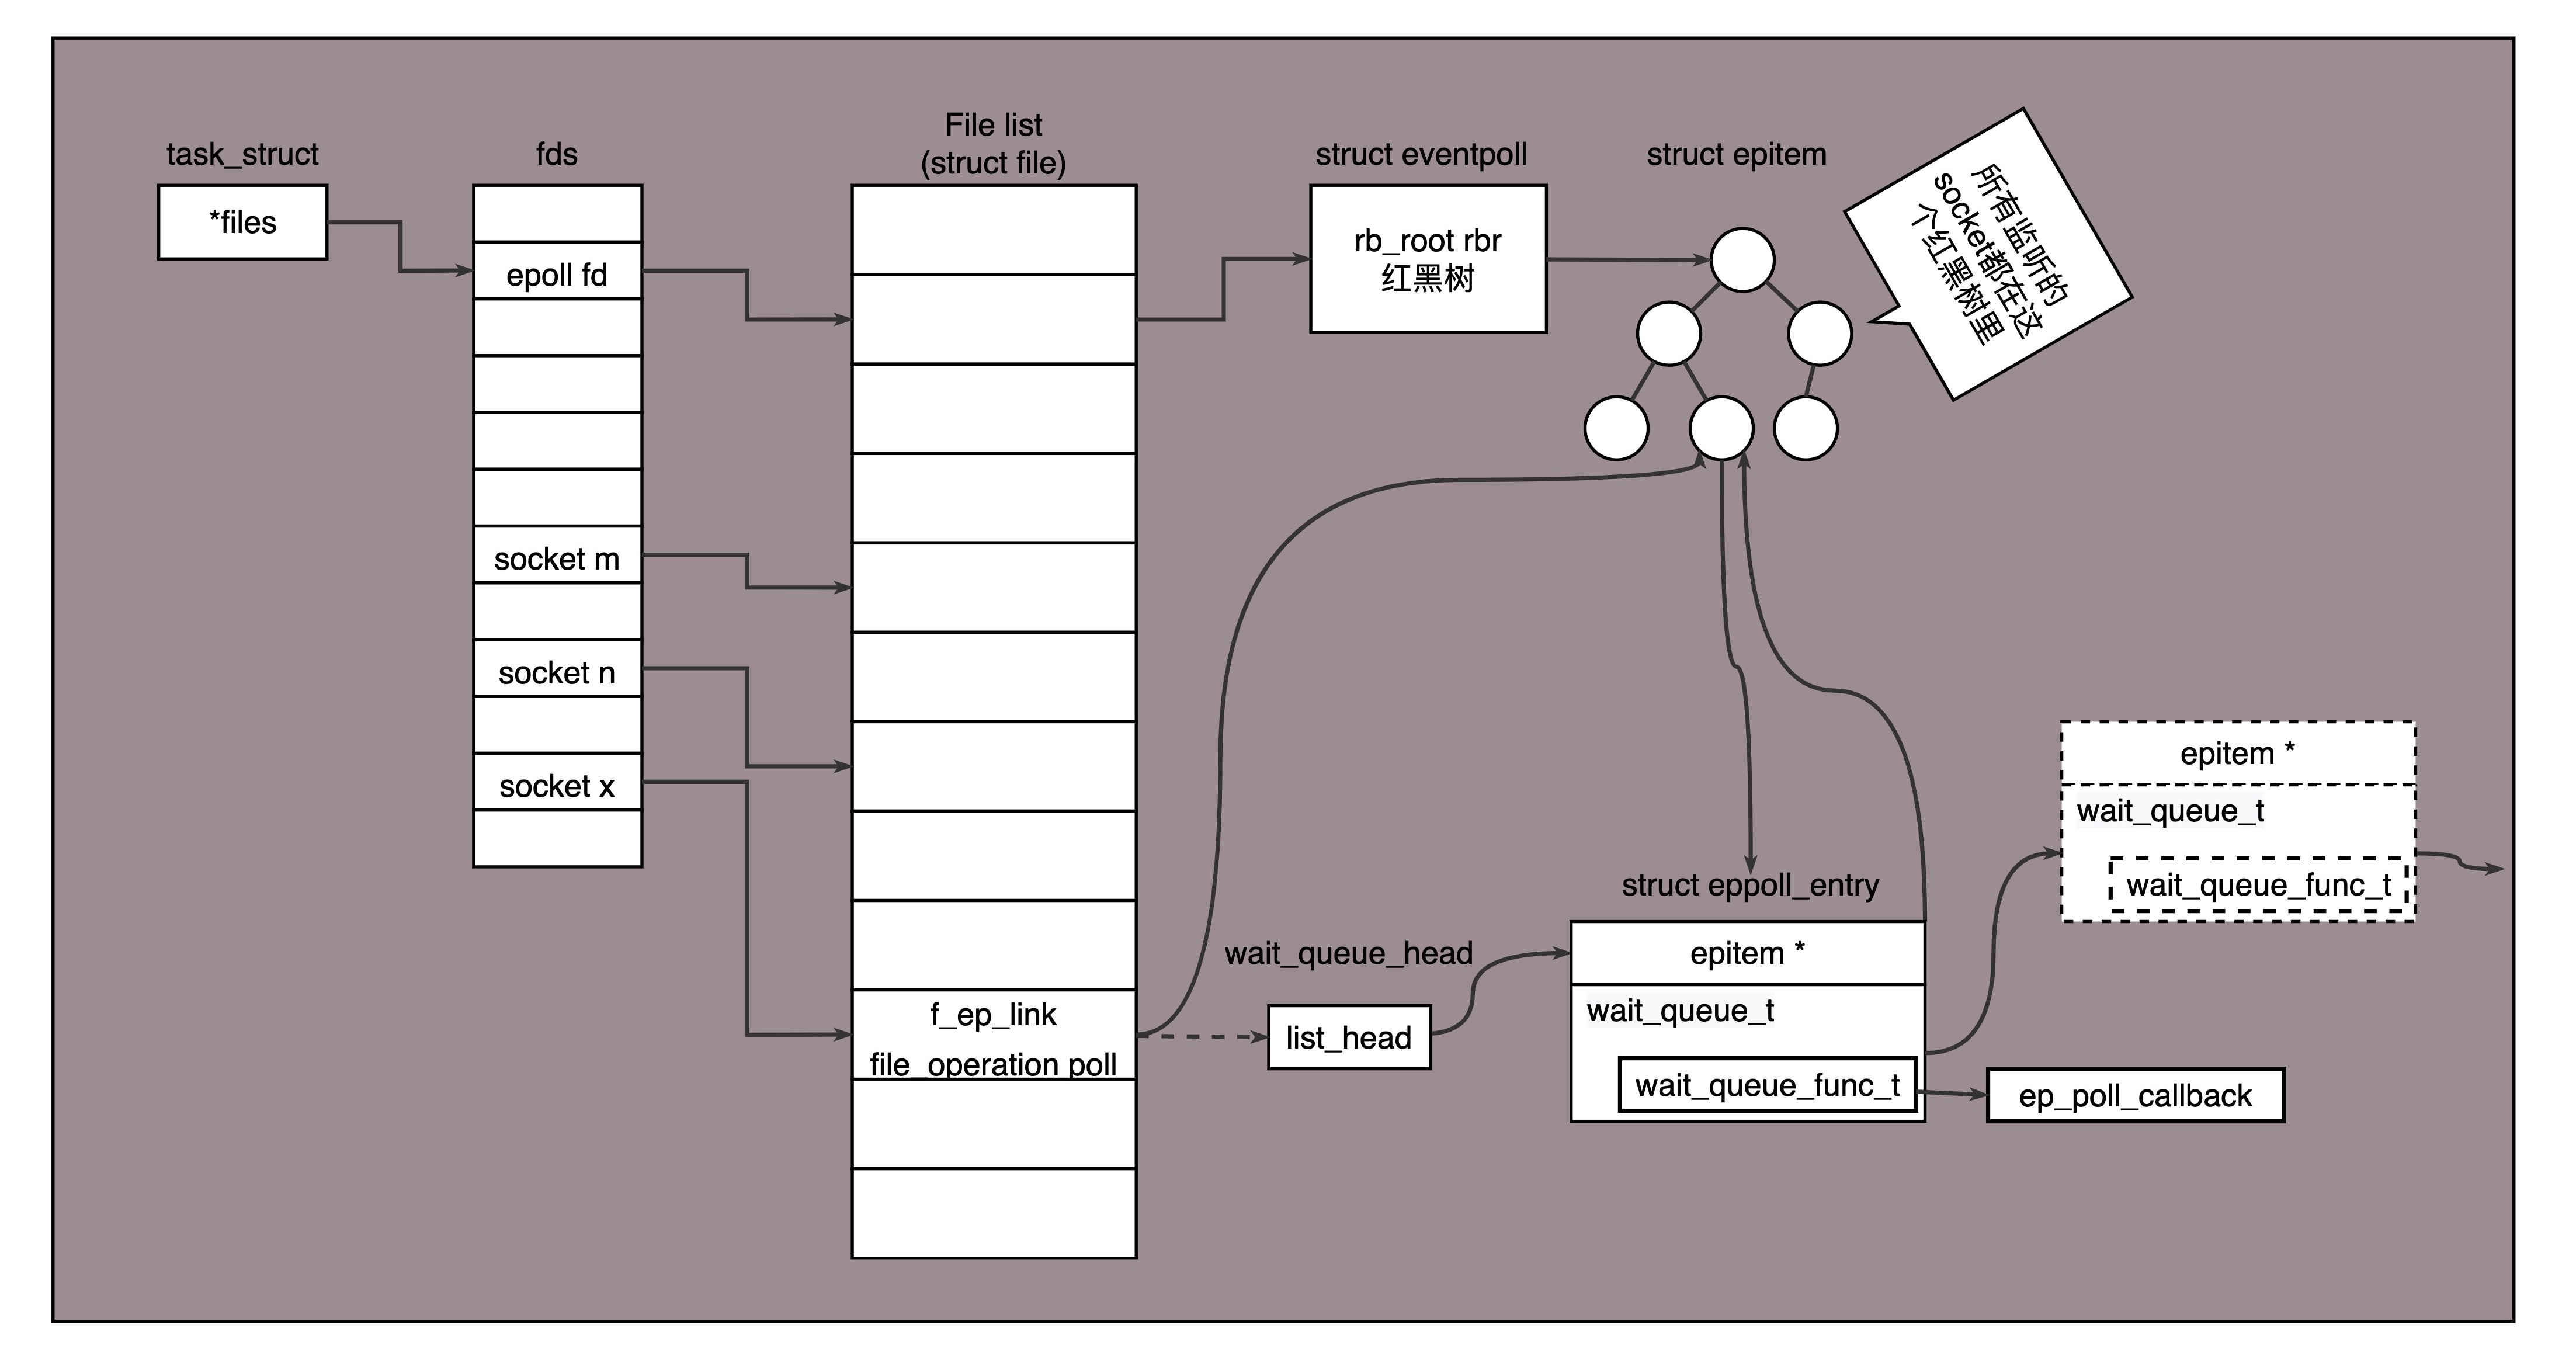 task_struct
*files
fds
epoll fd
socket m
socket n
socket x
File list
(struct file)
f_ep_link
file_operation poll
struct eventpoll
rb_root rbr
红黑树
struct epitem
所有监听的
socket都在这
个红黑树里
wait_queue_head
list_head
struct eppoll_entry
epitem *
wait_queue_t
wait_queue_func_t
ep_poll_callback
epitem *
wait_queue_t
wait_queue_func_t